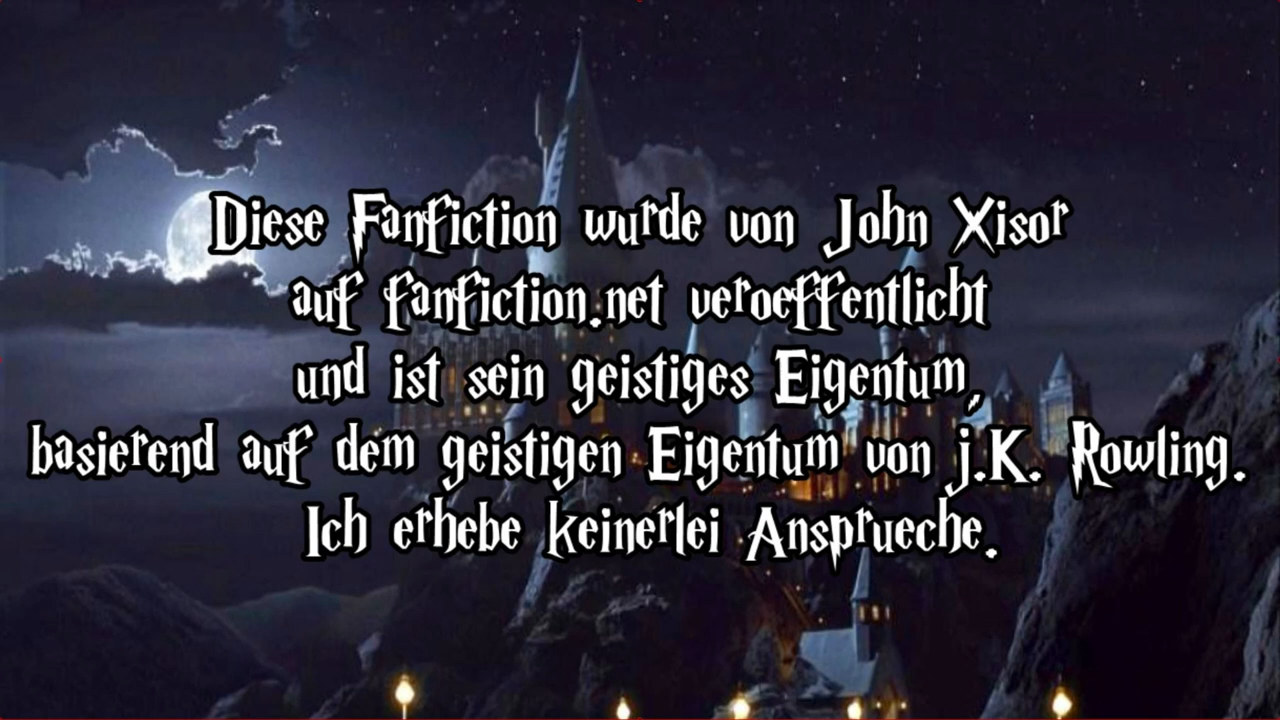 Diese Fanfiction wurde von John Xisor
auf fanfiction.net veroeffentlicht
und ist sein geistiges Eigentum,
basierend auf dem geistigen Eigentum von j.K. Rowling.
Ich erhebe keinerlei Ansprueche.